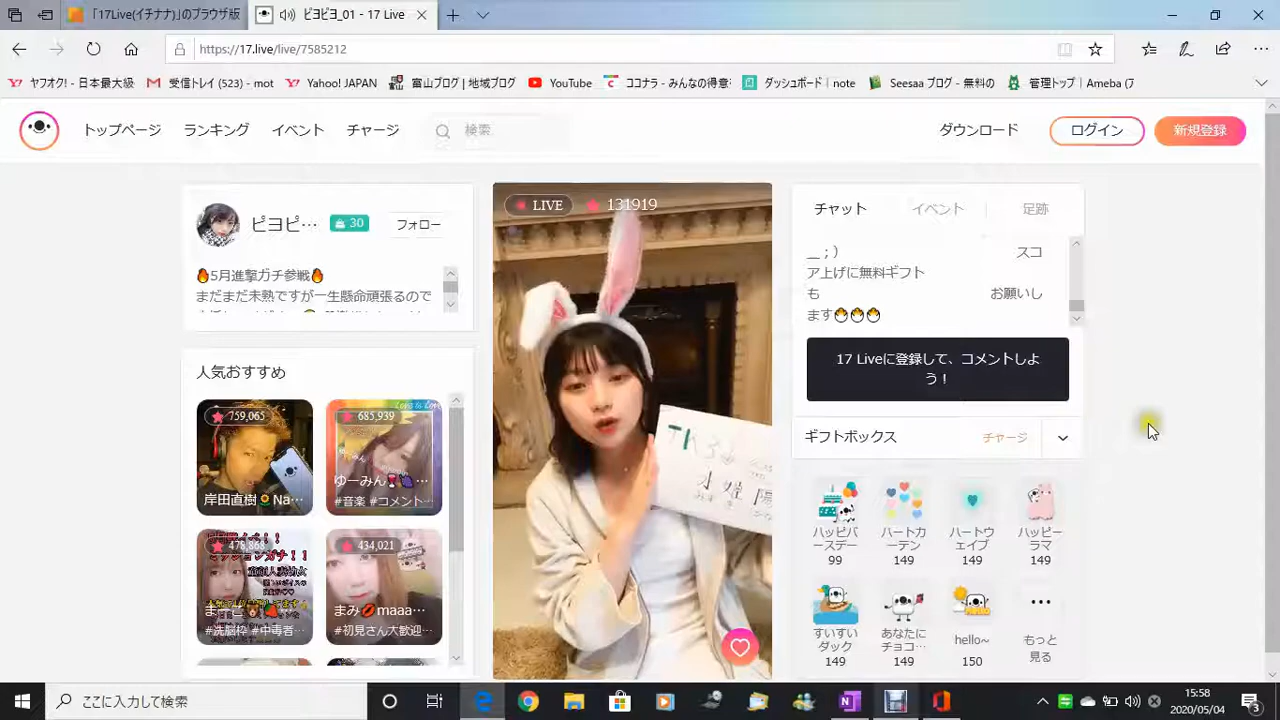 「17Live(イチナナ)」のブラウザ版
ピヨピヨ_01 - 17 Live
https://17.live/live/7585212
ヤフオク! - 日本最大級
受信トレイ (523) - mot
Yahoo! JAPAN
富山ブログ | 地域ブログ
YouTube
ココナラ - みんなの得意
ダッシュボード | note
Seesaa ブログ - 無料の
管理トップ | Ameba (ア
トップページ
ランキング
イベント
チャージ
検索
ダウンロード
ログイン
新規登録
ピヨピ…
30
フォロー
🔥5月進撃ガチ参戦🔥
まだまだ未熟ですが一生懸命頑張るので
人気おすすめ
759,065
岸田直樹🌻Na…
685,939
ゆーみん🍷🍇…
#音楽 #コメント…
478,868
#洗脳枠 #中毒者…
434,021
まみ💋maaa…
#初見さん大歓迎…
LIVE
131919
チャット
イベント
足跡
__ ; )
スコ
ア上げに無料ギフト
も
お願いし
ます🐣🐣🐣
17 Liveに登録して、コメントしよ
う！
ギフトボックス
チャージ
ハッピバ
ースデー
99
ハートカ
ーテン
149
ハートウ
ェイブ
149
ハッピー
ラマ
149
すいすい
ダック
149
あなたに
チョコ…
149
hello~
150
もっと
見る
ここに入力して検索
15:58
2020/05/04
3